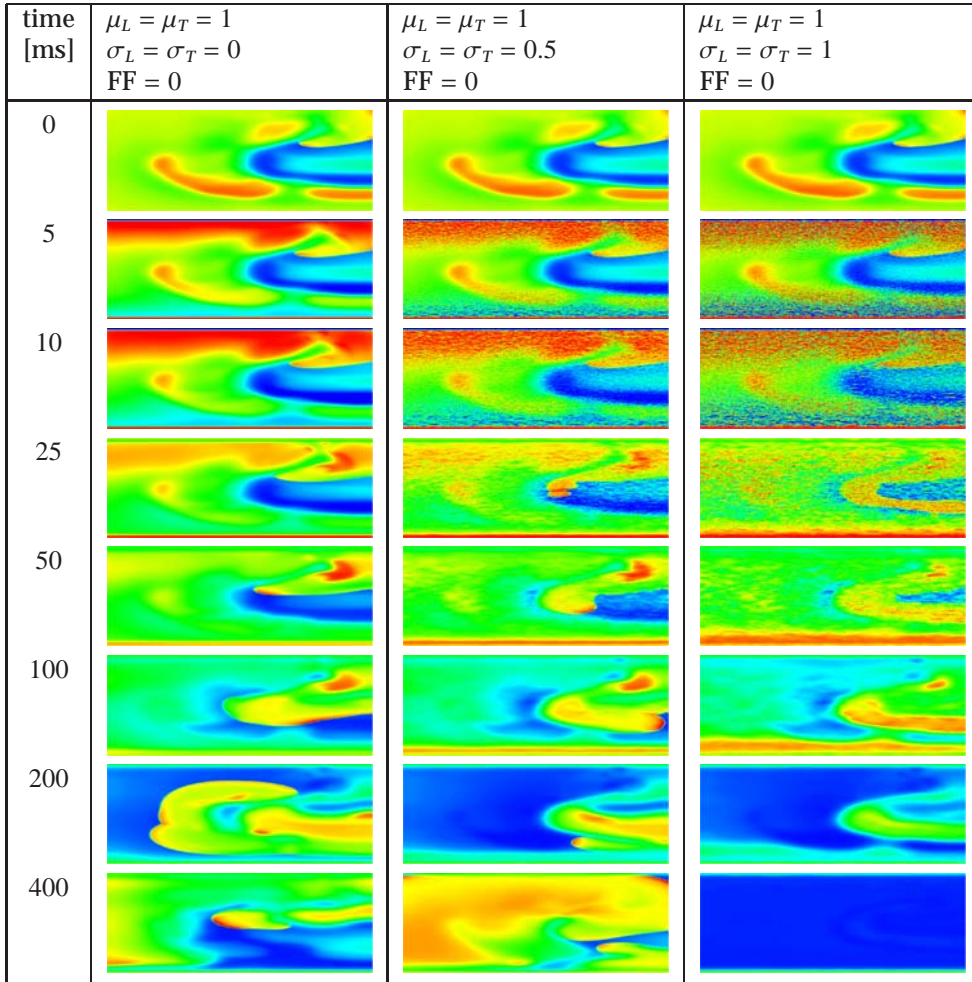 time [ms]
μ_L = μ_T = 1
σ_L = σ_T = 0
FF = 0
μ_L = μ_T = 1
σ_L = σ_T = 0.5
FF = 0
μ_L = μ_T = 1
σ_L = σ_T = 1
FF = 0
0
5
10
25
50
100
200
400